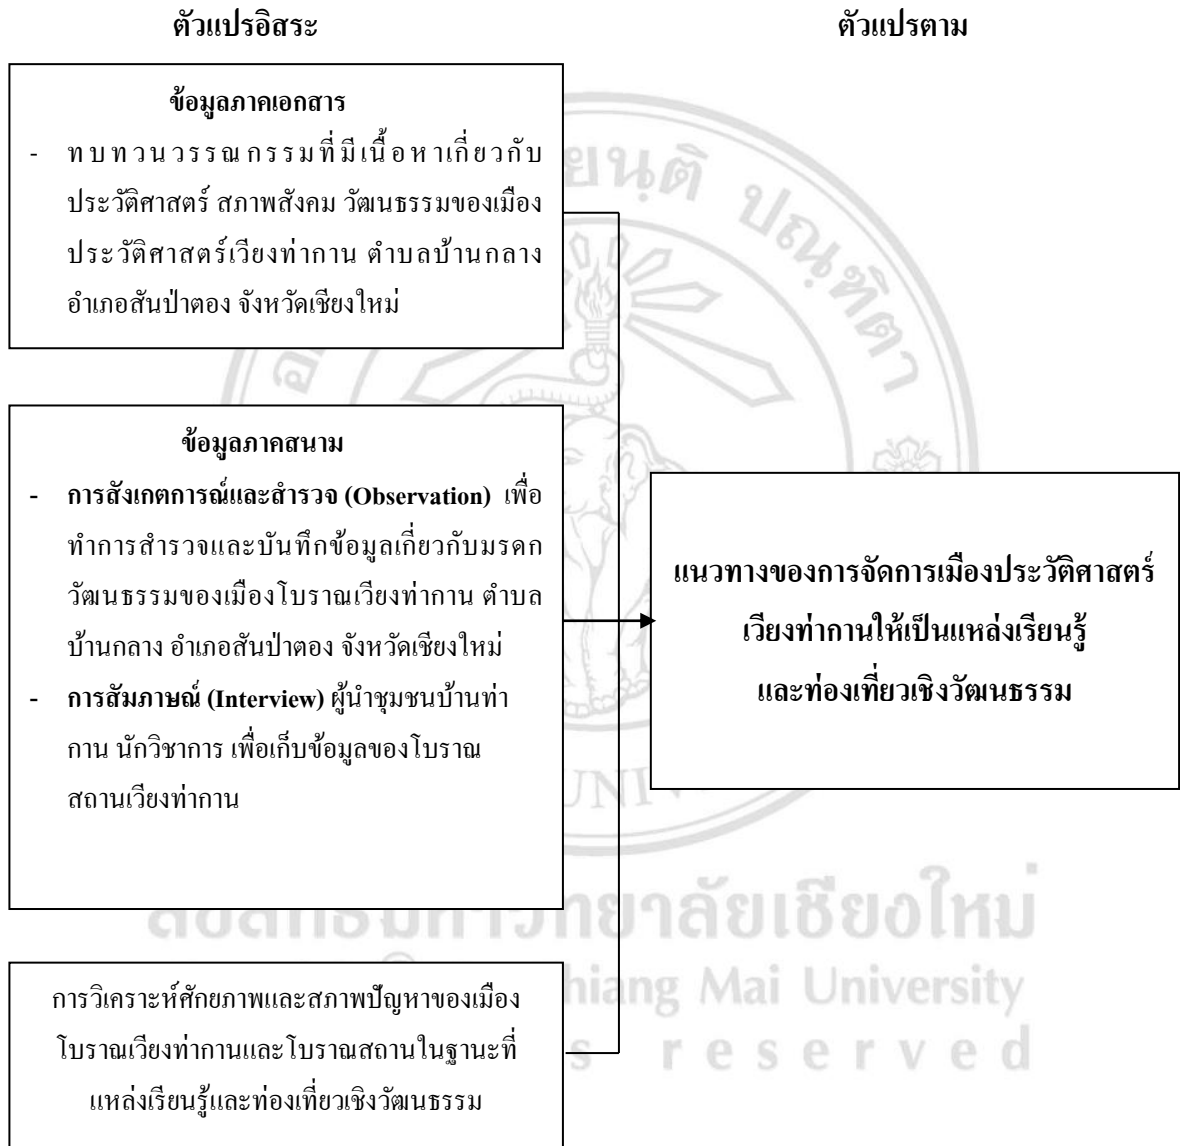 ตัวแปรอิสระ
ตัวแปรตาม
ข้อมูลภาคเอกสาร
- ทบทวนวรรณกรรมที่มีเนื้อหาเกี่ยวกับ
ประวัติศาสตร์ สภาพสังคม วัฒนธรรมของเมือง
ประวัติศาสตร์เวียงท่ากาน ตำบลบ้านกลาง
อำเภอสันป่าตอง จังหวัดเชียงใหม่
ข้อมูลภาคสนาม
- การสังเกตการณ์และสำรวจ (Observation) เพื่อ
ทำการสำรวจและบันทึกข้อมูลเกี่ยวกับมรดก
วัฒนธรรมของเมืองโบราณเวียงท่ากาน ตำบล
บ้านกลาง อำเภอสันป่าตอง จังหวัดเชียงใหม่
- การสัมภาษณ์ (Interview) ผู้นำชุมชนบ้านท่า
กาน นักวิชาการ เพื่อเก็บข้อมูลของโบราณ
สถานเวียงท่ากาน
การวิเคราะห์ศักยภาพและสภาพปัญหาของเมือง
โบราณเวียงท่ากานและโบราณสถานในฐานะที่
แหล่งเรียนรู้และท่องเที่ยวเชิงวัฒนธรรม
แนวทางของการจัดการเมืองประวัติศาสตร์
เวียงท่ากานให้เป็นแหล่งเรียนรู้
และท่องเที่ยวเชิงวัฒนธรรม
ปณฺฑิตา
มหาวิทยาลัยเชียงใหม่
hiang Mai University
s reserved